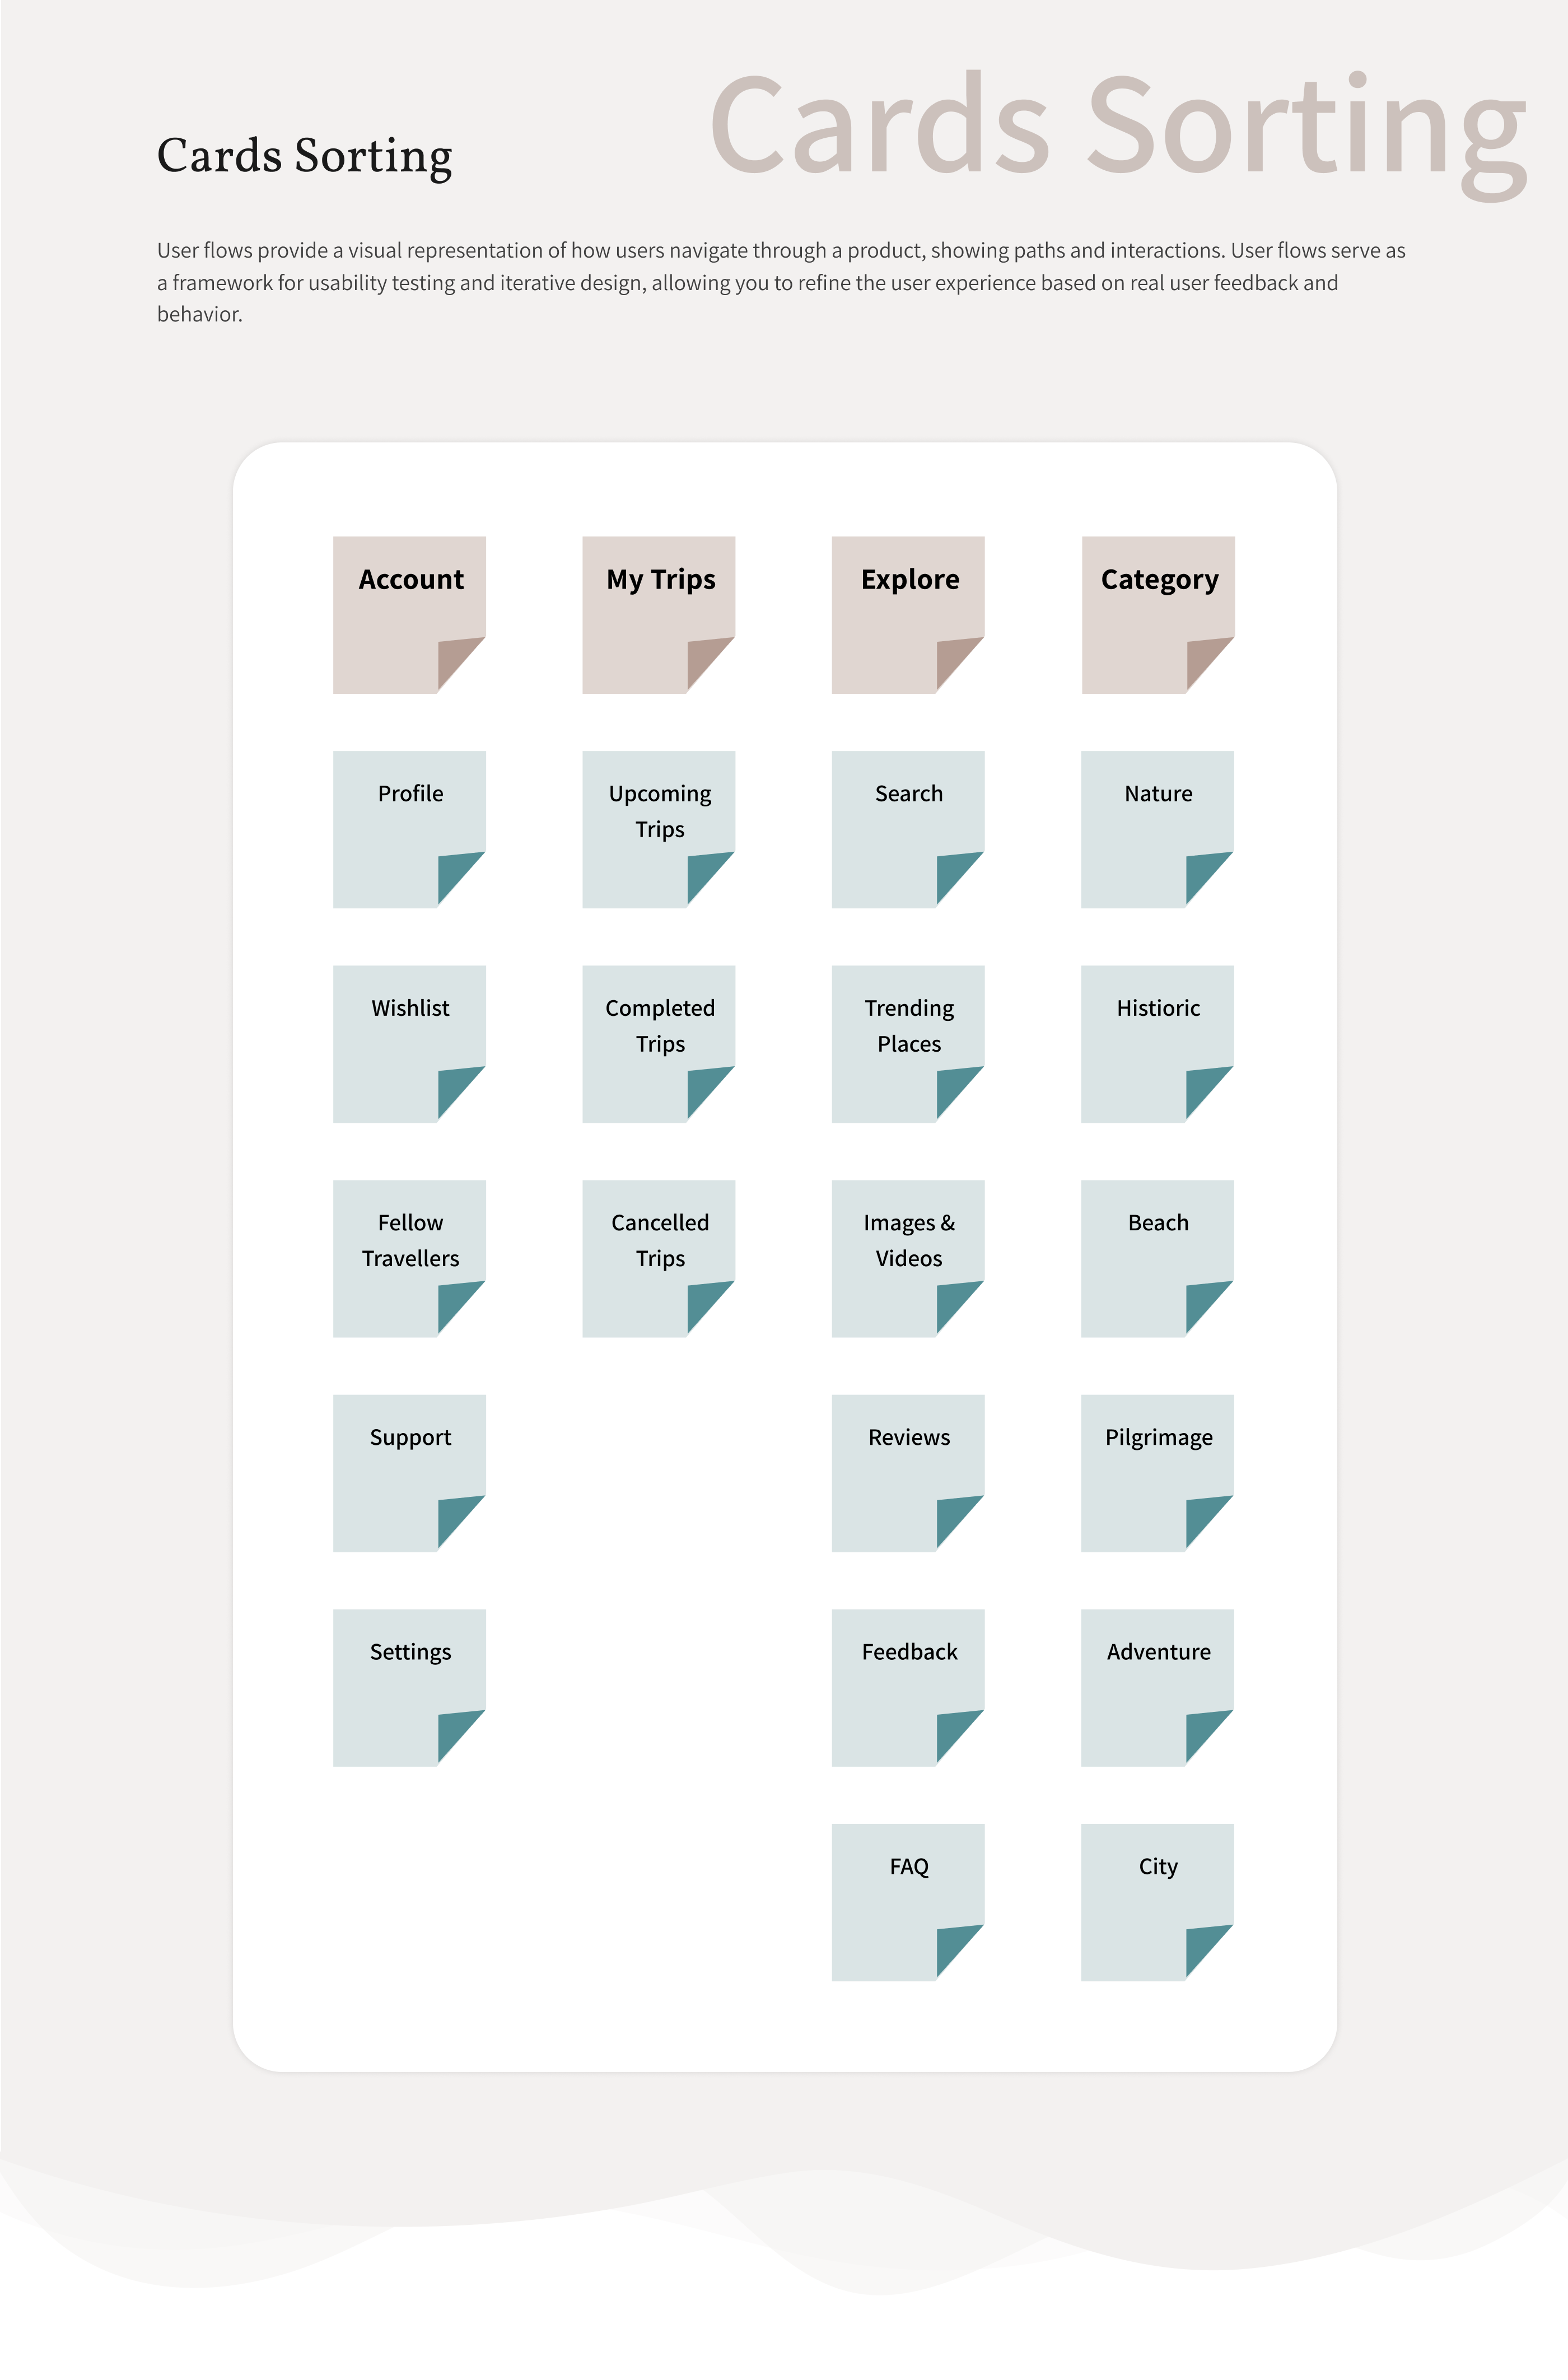 Cards Sorting
Cards Sorting
User flows provide a visual representation of how users navigate through a product, showing paths and interactions. User flows serve as
a framework for usability testing and iterative design, allowing you to refine the user experience based on real user feedback and
behavior.
Account
My Trips
Explore
Category
Profile
Upcoming
Trips
Search
Nature
Wishlist
Completed
Trips
Trending
Places
Histioric
Fellow
Travellers
Cancelled
Trips
Images &
Videos
Beach
Support
Reviews
Pilgrimage
Settings
Feedback
Adventure
FAQ
City